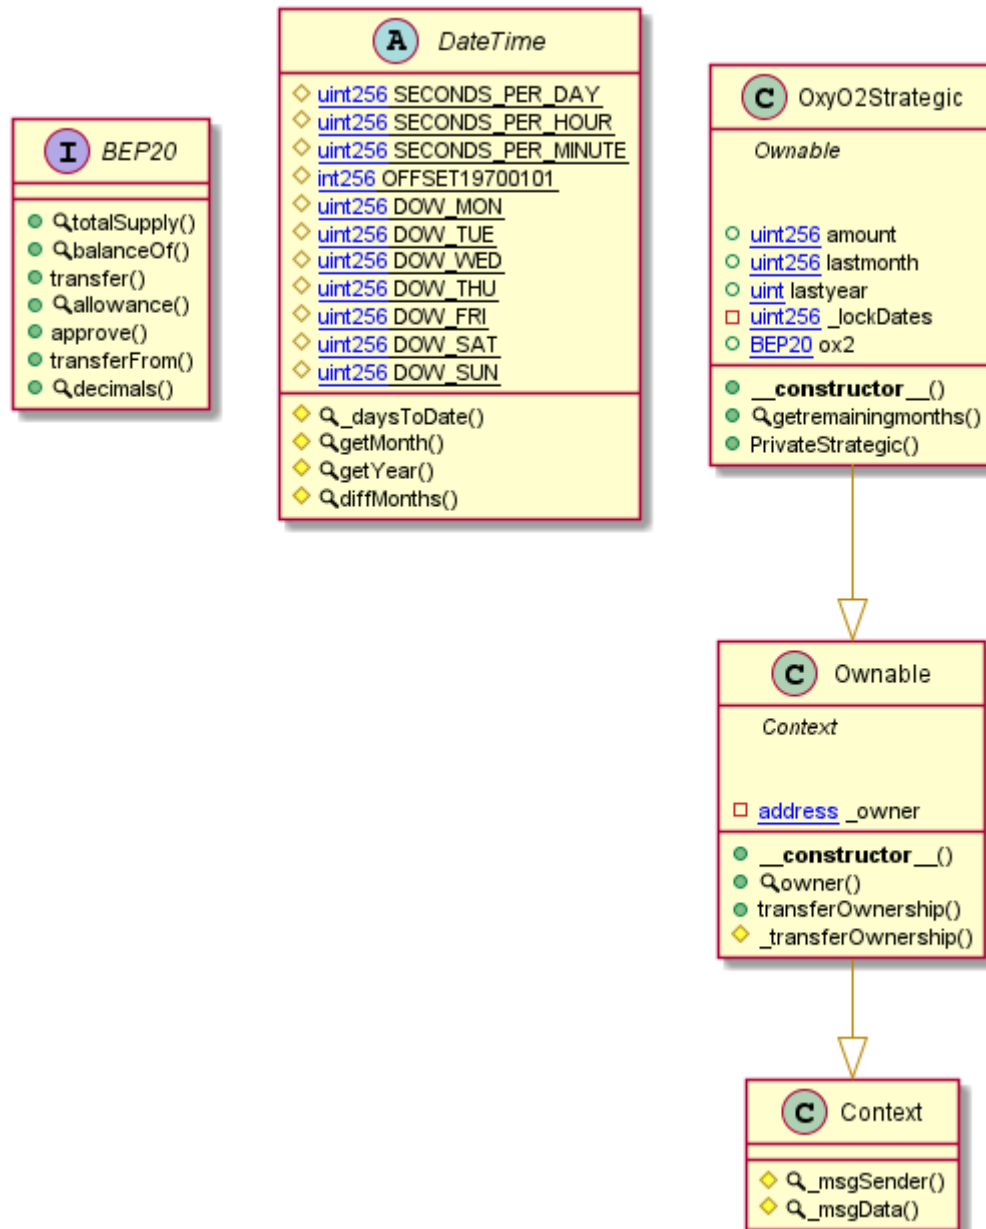 I BEP20
totalSupply()
balanceOf()
transfer()
allowance()
approve()
transferFrom()
decimals()
A DateTime
uint256 SECONDS_PER_DAY
uint256 SECONDS_PER_HOUR
uint256 SECONDS_PER_MINUTE
int256 OFFSET19700101
uint256 DOW_MON
uint256 DOW_TUE
uint256 DOW_WED
uint256 DOW_THU
uint256 DOW_FRI
uint256 DOW_SAT
uint256 DOW_SUN
_daysToDate()
getMonth()
getYear()
diffMonths()
C OxyO2Strategic
Ownable
uint256 amount
uint256 lastmonth
uint lastyear
uint256 _lockDates
BEP20 ox2
__constructor__()
getremainingmonths()
PrivateStrategic()
C Ownable
Context
address _owner
__constructor__()
owner()
transferOwnership()
_transferOwnership()
C Context
_msgSender()
_msgData()